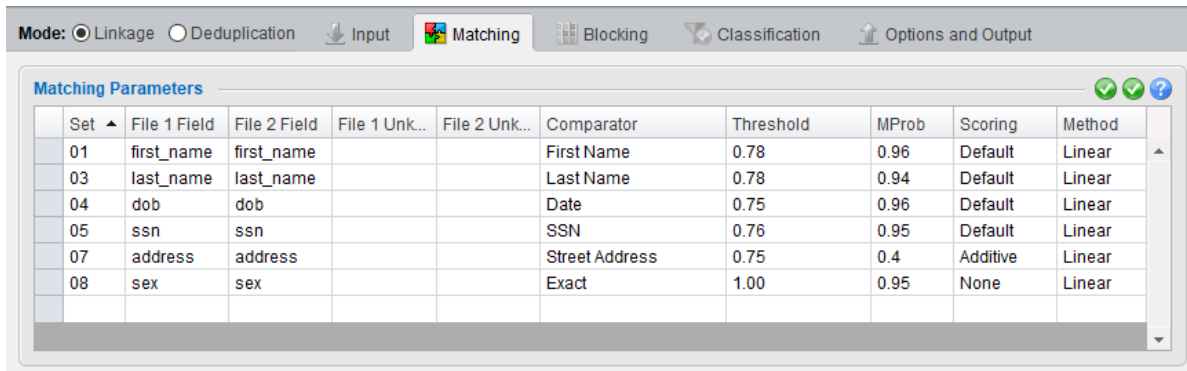 Mode: Linkage Deduplication Input Matching Blocking Classification Options and Output
Matching Parameters
Set File 1 Field File 2 Field File 1 Unk... File 2 Unk... Comparator Threshold MProb Scoring Method
01 first_name first_name First Name 0.78 0.96 Default Linear
03 last_name last_name Last Name 0.78 0.94 Default Linear
04 dob dob Date 0.75 0.96 Default Linear
05 ssn ssn SSN 0.76 0.95 Default Linear
07 address address Street Address 0.75 0.4 Additive Linear
08 sex sex Exact 1.00 0.95 None Linear